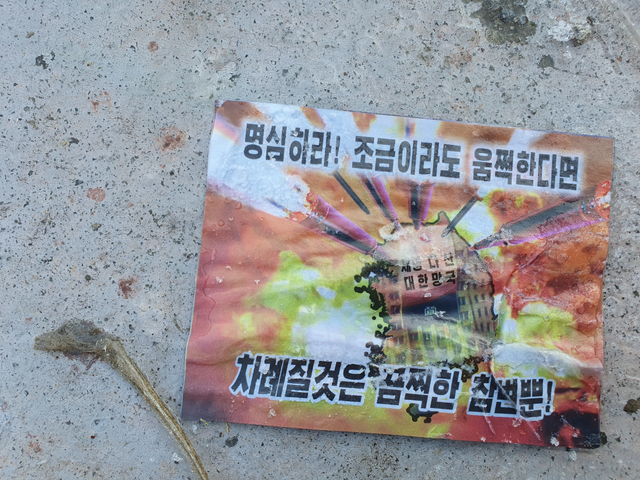 명심하라! 조금이라도 움쩍한다면
대한망국
차례질것은 끔찍한 참변뿐!